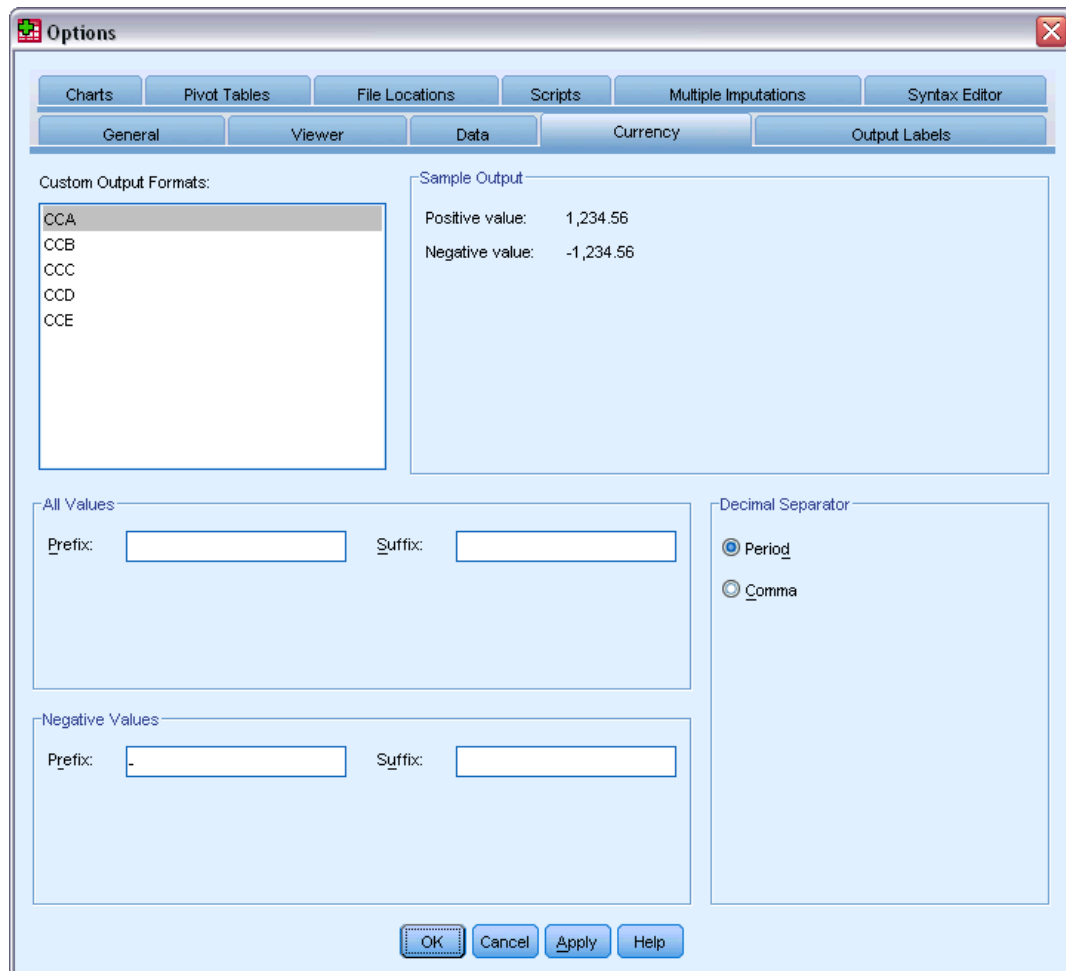 Options
Charts Pivot Tables File Locations Scripts Multiple Imputations Syntax Editor
General Viewer Data Currency Output Labels
Custom Output Formats:
CCA
CCB
CCC
CCD
CCE
Sample Output
Positive value: 1,234.56
Negative value: -1,234.56
All Values
Prefix: Suffix:
Decimal Separator
Period
Comma
Negative Values
Prefix: - Suffix:
OK Cancel Apply Help